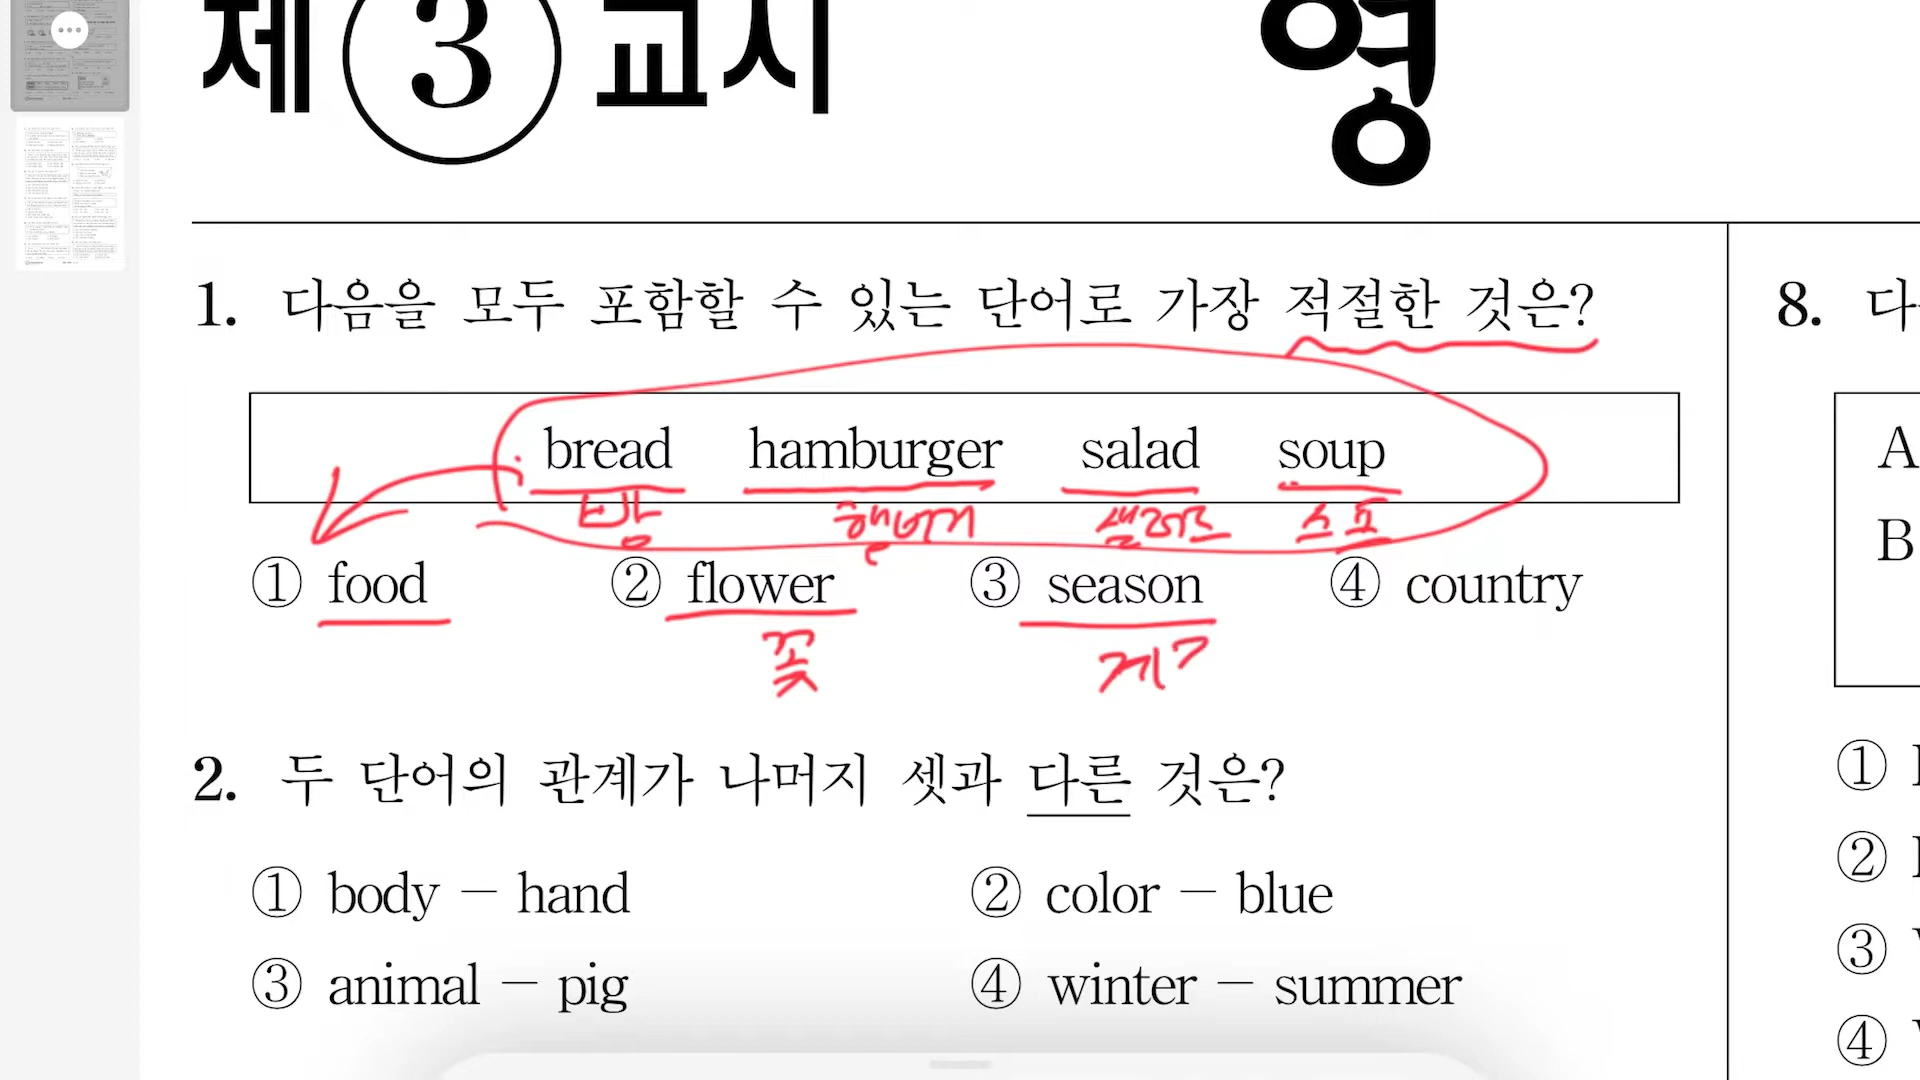 제 ③ 교시 영
1. 다음을 모두 포함할 수 있는 단어로 가장 적절한 것은?
bread hamburger salad soup
빵 햄버거 샐러드 스프
① food ② flower ③ season ④ country
꽃 계
2. 두 단어의 관계가 나머지 셋과 다른 것은?
① body － hand ② color － blue
③ animal － pig ④ winter － summer
8. 다
A
B
①
②
③
④